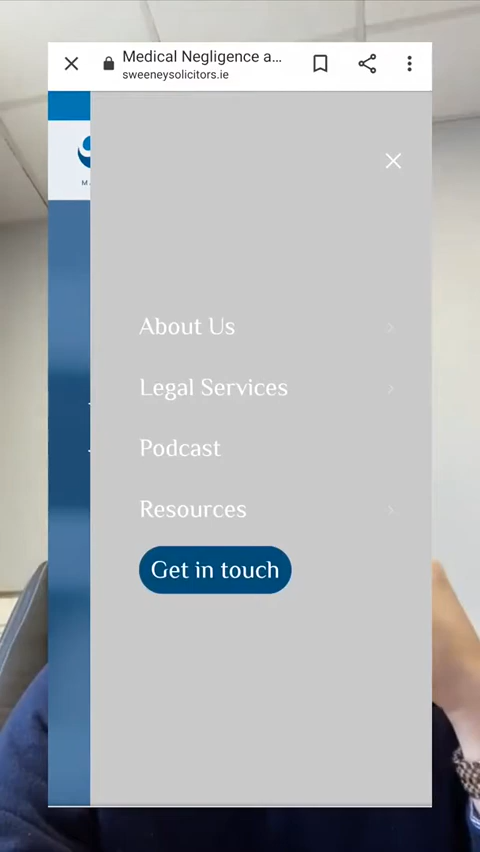 Medical Negligence a...
sweeneysolicitors.ie
About Us
Legal Services
Podcast
Resources
Get in touch